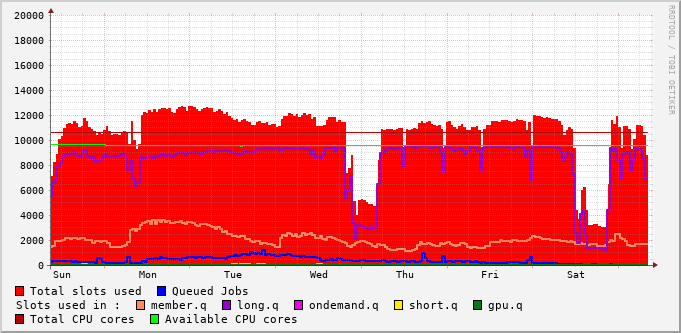 RRDTOOL / TOBI OETIKER
20000
18000
16000
14000
12000
10000
8000
6000
4000
2000
0
Sun Mon Tue Wed Thu Fri Sat
Total slots used Queued Jobs
Slots used in : member.q long.q ondemand.q short.q gpu.q
Total CPU cores Available CPU cores